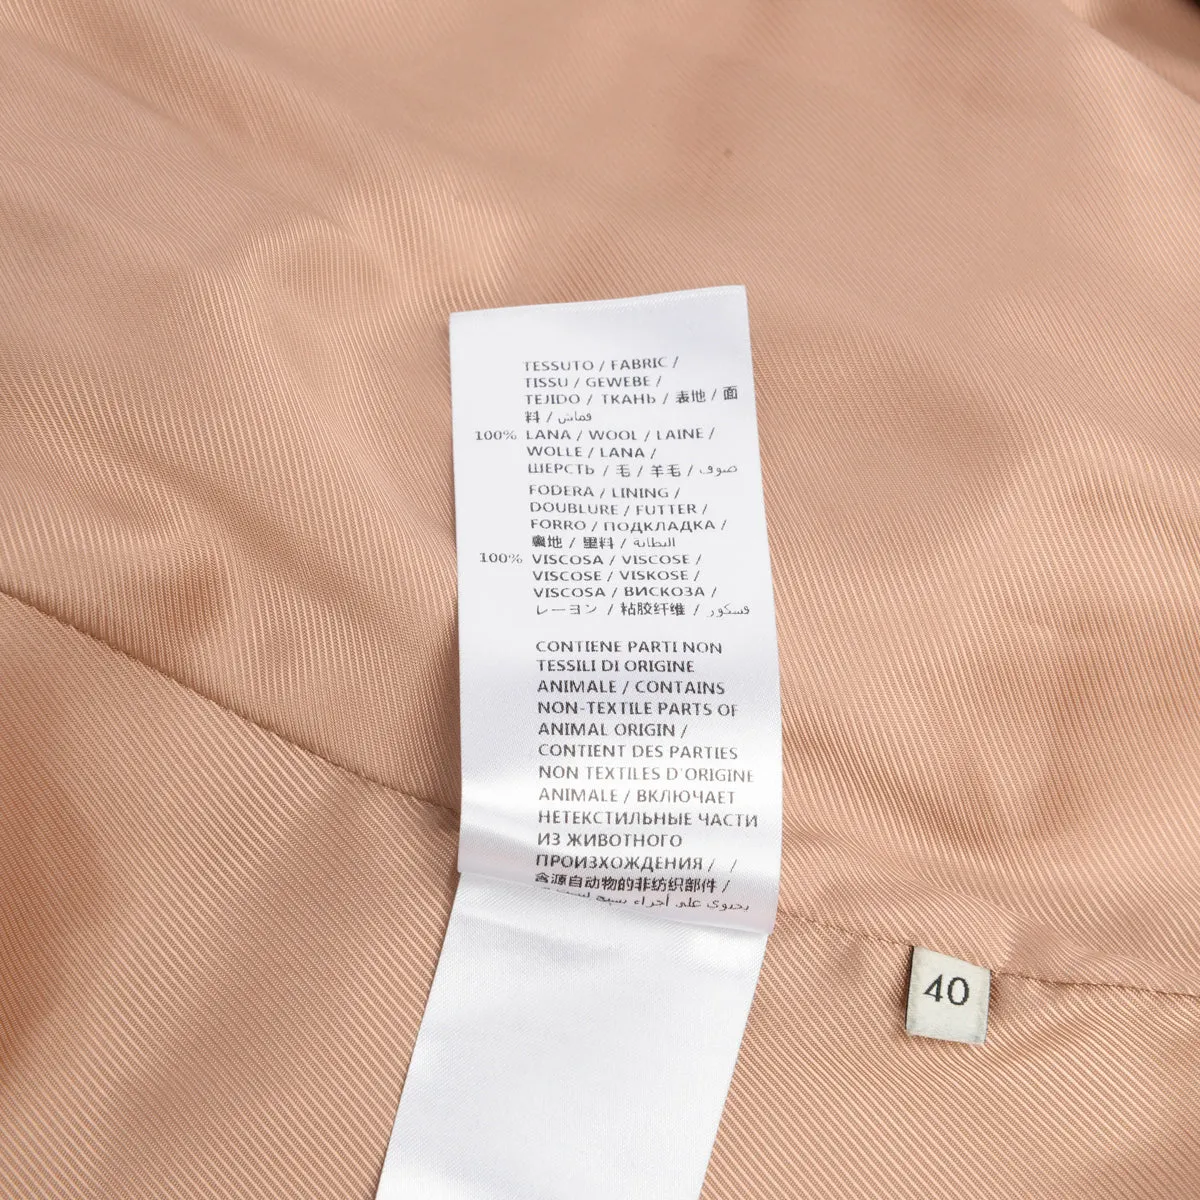 TESSUTO / FABRIC /
TISSU / GEWEBE /
TEJIDO / ТКАНЬ / 表地 / 面
料 / قماش
100% LANA / WOOL / LAINE /
WOLLE / LANA /
ШЕРСТЬ / 毛 / 羊毛 / صوف
FODERA / LINING /
DOUBLURE / FUTTER /
FORRO / ПОДКЛАДКА /
裏地 / 里料 / البطانة
100% VISCOSA / VISCOSE /
VISCOSE / VISKOSE /
VISCOSA / ВИСКОЗА /
レーヨン / 粘胶纤维 / فسكوز
CONTIENE PARTI NON
TESSILI DI ORIGINE
ANIMALE / CONTAINS
NON-TEXTILE PARTS OF
ANIMAL ORIGIN /
CONTIENT DES PARTIES
NON TEXTILES D'ORIGINE
ANIMALE / ВКЛЮЧАЕТ
НЕТЕКСТИЛЬНЫЕ ЧАСТИ
ИЗ ЖИВОТНОГО
ПРОИЗХОЖДЕНИЯ / /
含源自动物的非纺织部件 /
يحتوي على أجزاء
40